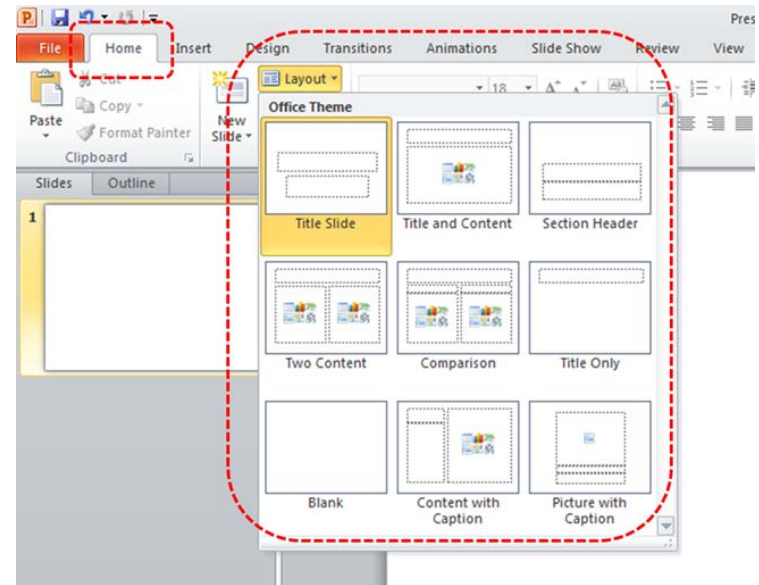 P
Pres
File Home Insert Design Transitions Animations Slide Show Review View
Paste
Cut
Copy
Format Painter
Clipboard
New
Slide
Layout
18
Slides Outline
1
Office Theme
Title Slide Title and Content Section Header
Two Content Comparison Title Only
Blank Content with
Caption Picture with
Caption